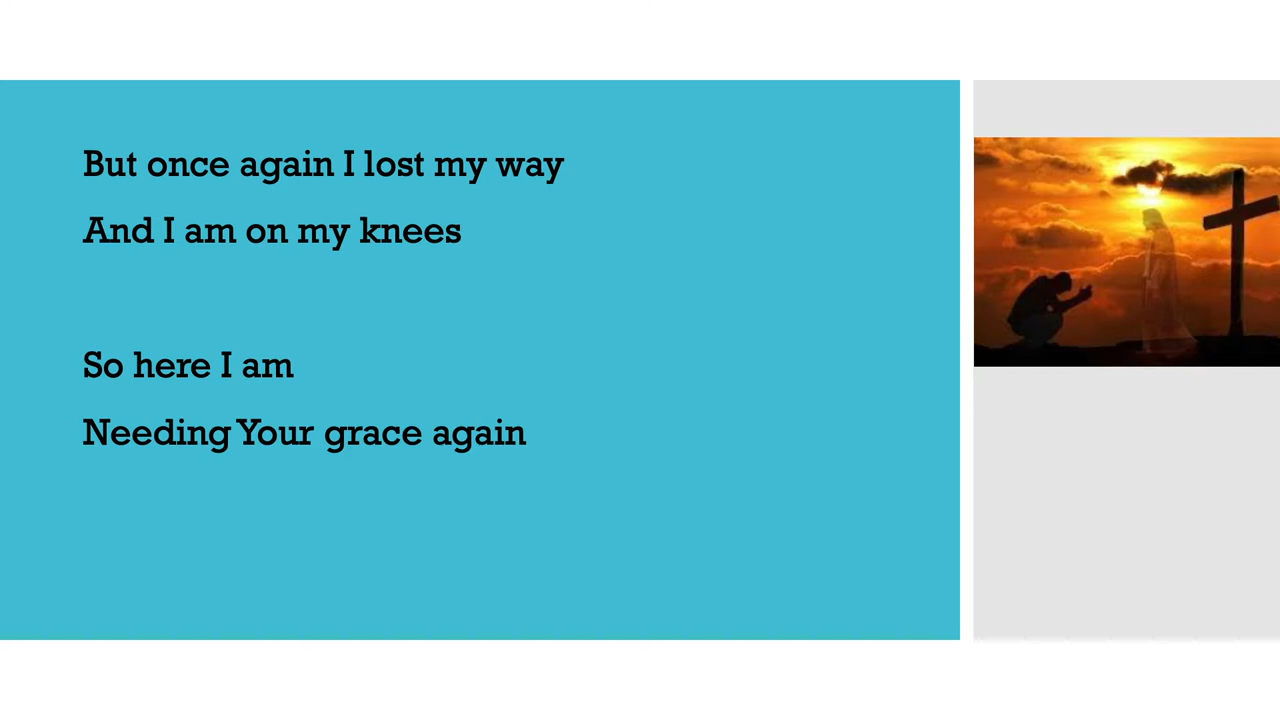 But once again I lost my way
And I am on my knees
So here I am
Needing Your grace again